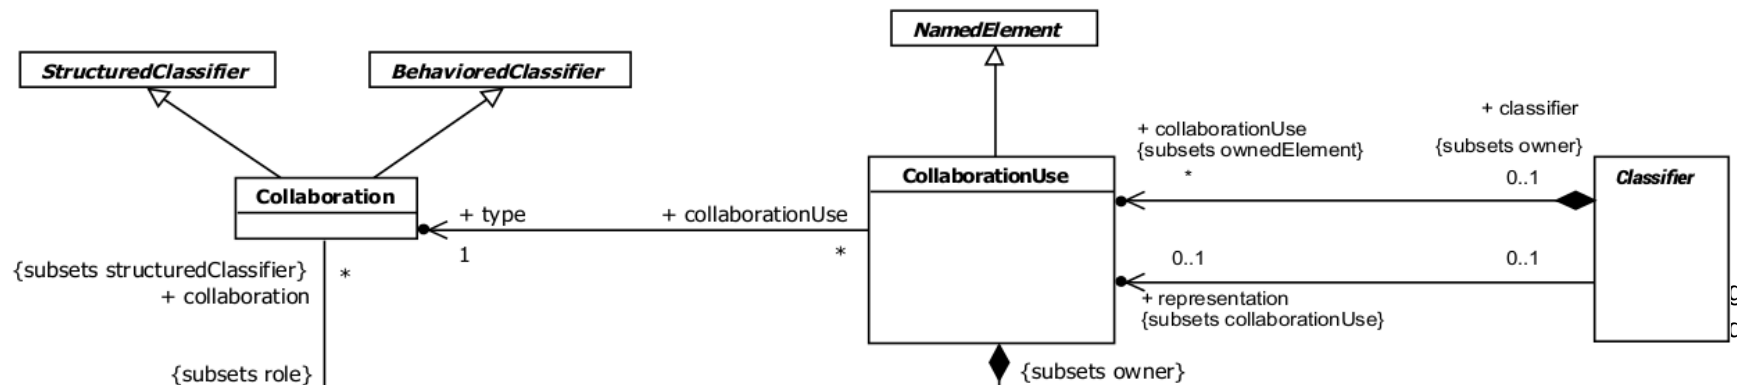 NamedElement
StructuredClassifier
BehavioredClassifier
+ classifier
+ collaborationUse
{subsets ownedElement}
{subsets owner}
*
0..1
CollaborationUse
Classifier
Collaboration
+ type
+ collaborationUse
1
*
{subsets structuredClassifier}
*
+ collaboration
0..1
0..1
+ representation
{subsets collaborationUse}
{subsets role}
{subsets owner}